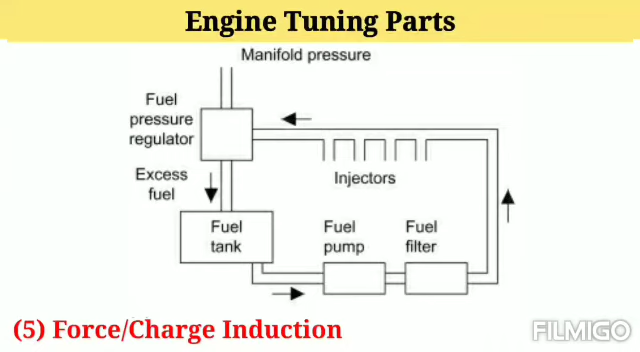 Engine Tuning Parts
Manifold pressure
Fuel
pressure
regulator
Excess
fuel
Injectors
Fuel
tank
Fuel
pump
Fuel
filter
(5) Force/Charge Induction
FILMIGO